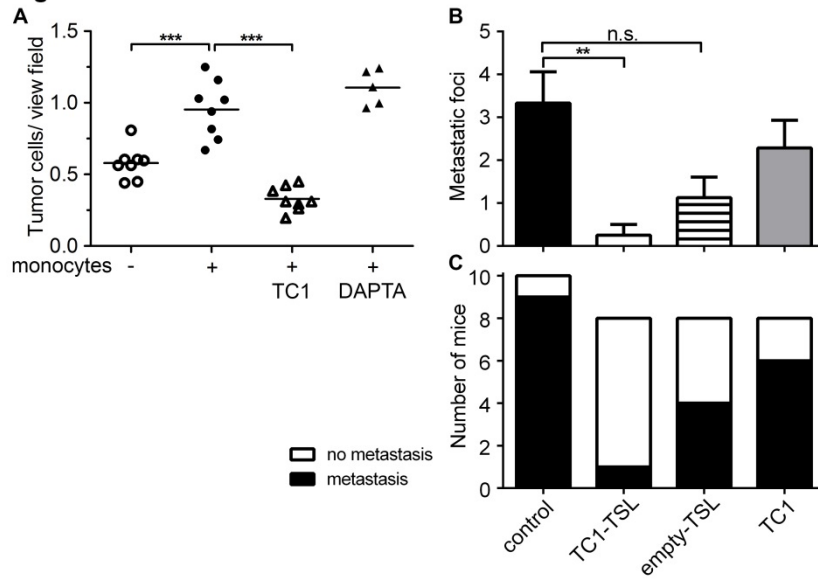 A
Tumor cells/ view field
1.5
1.0
0.5
0.0
***
***
monocytes - + + +
TC1 DAPTA
B
Metastatic foci
5
4
3
2
1
0
n.s.
**
C
Number of mice
10
8
6
4
2
0
no metastasis
metastasis
control TC1-TSL empty-TSL TC1